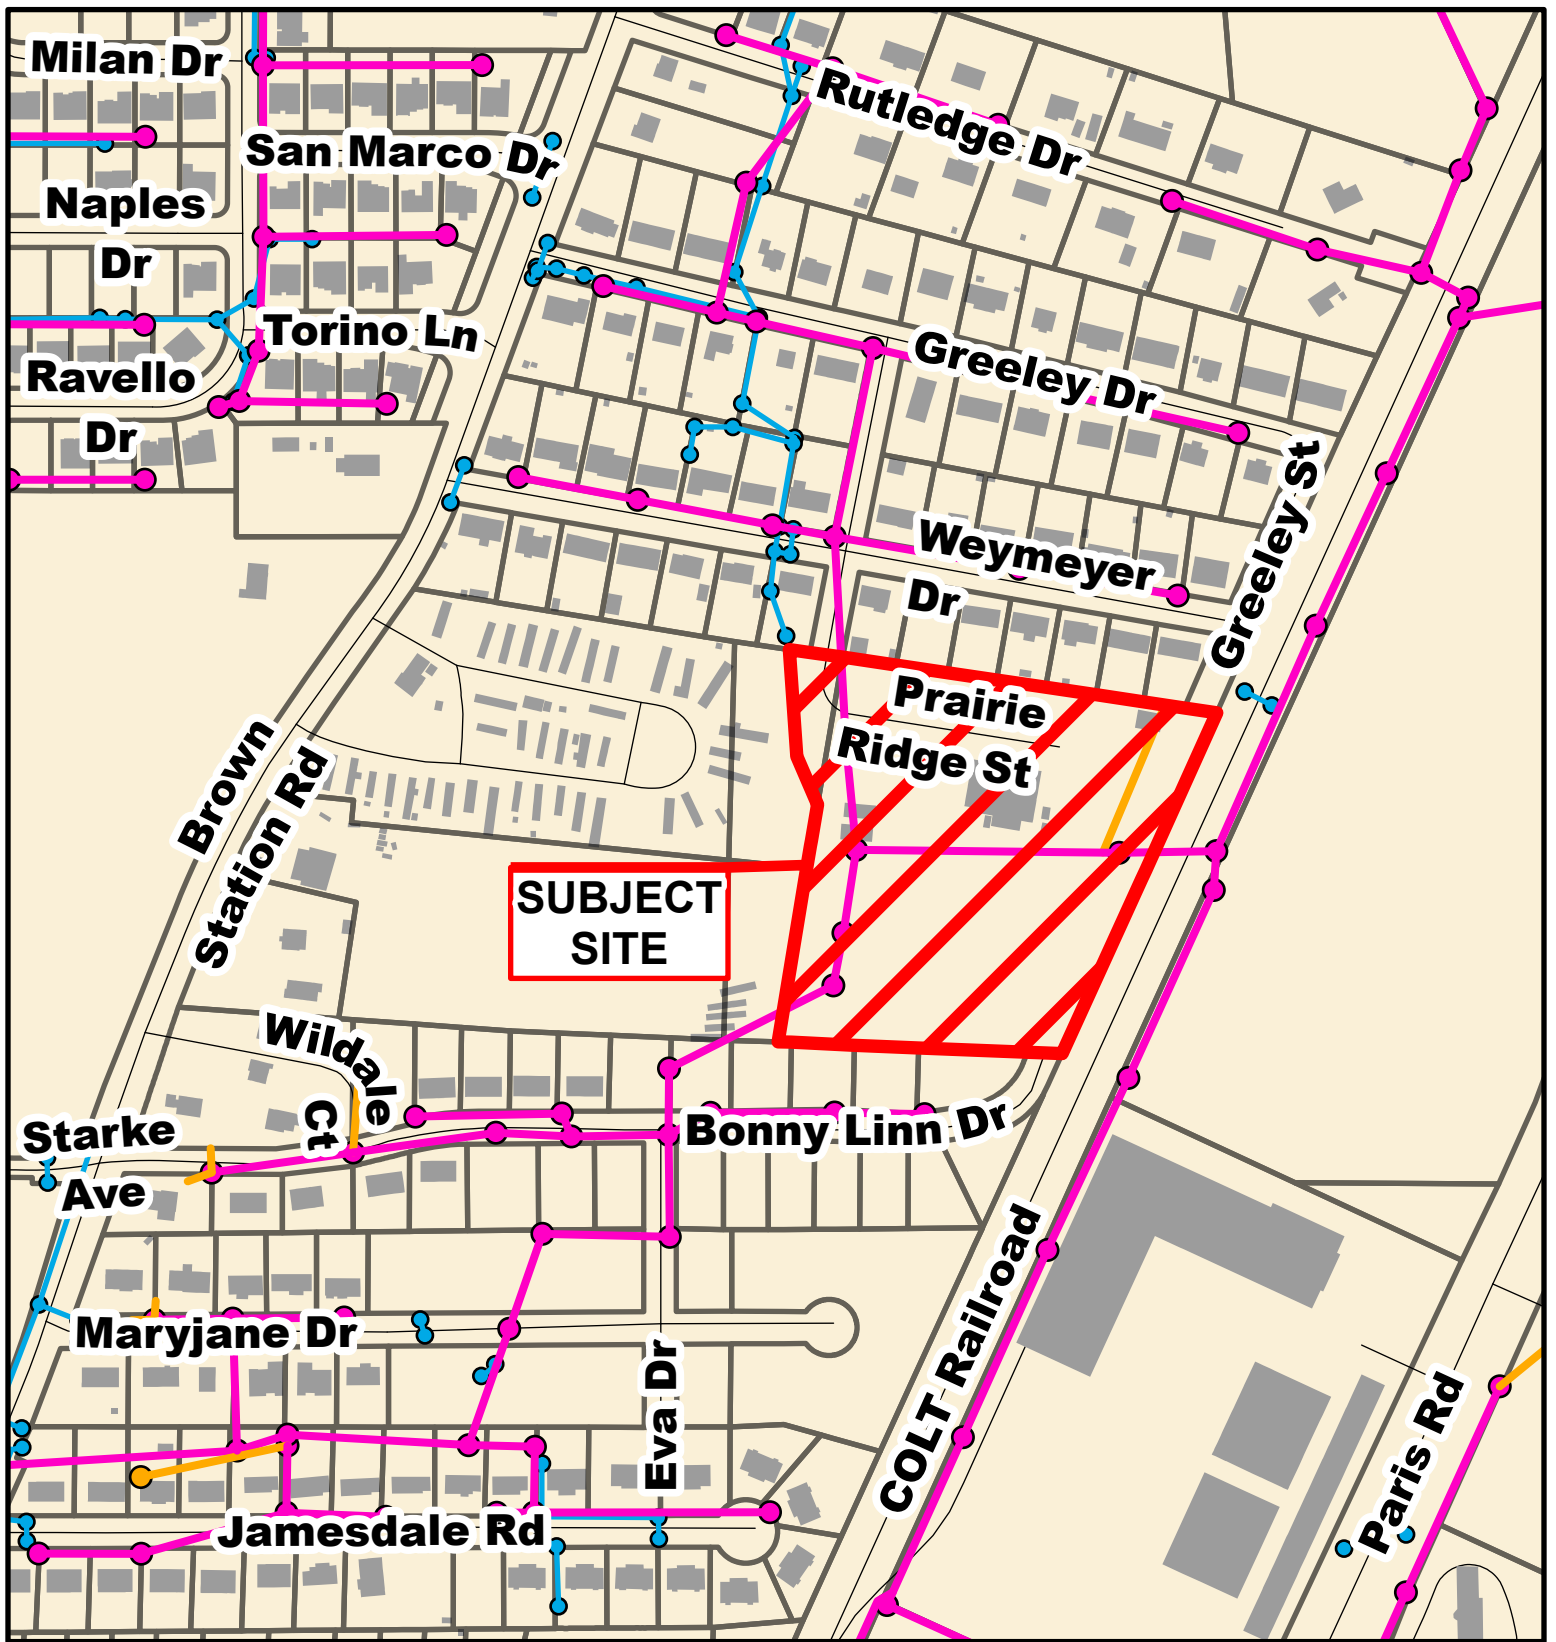 Milan Dr
Rutledge Dr
San Marco Dr
Naples
Dr
Torino Ln
Greeley Dr
Ravello
Dr
Greeley St
Weymeyer
Dr
Prairie
Ridge St
Brown
Station Rd
SUBJECT
SITE
Wildale
Ct
Starke
Ave
Bonny Linn Dr
COLT Railroad
Maryjane Dr
Eva Dr
Paris Rd
Jamesdale Rd